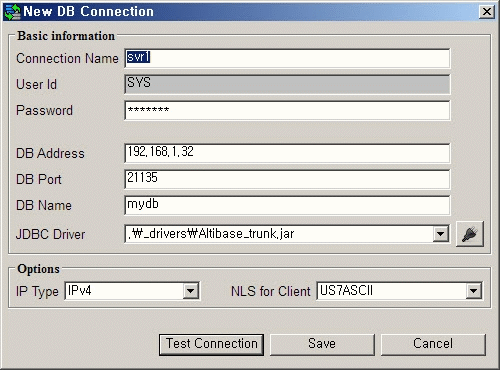 New DB Connection
Basic information
Connection Name svr1
User Id SYS
Password *******
DB Address 192,168,1,32
DB Port 21135
DB Name mydb
JDBC Driver ,₩_drivers₩Altibase_trunk,jar
Options
IP Type IPv4 NLS for Client US7ASCII
Test Connection Save Cancel